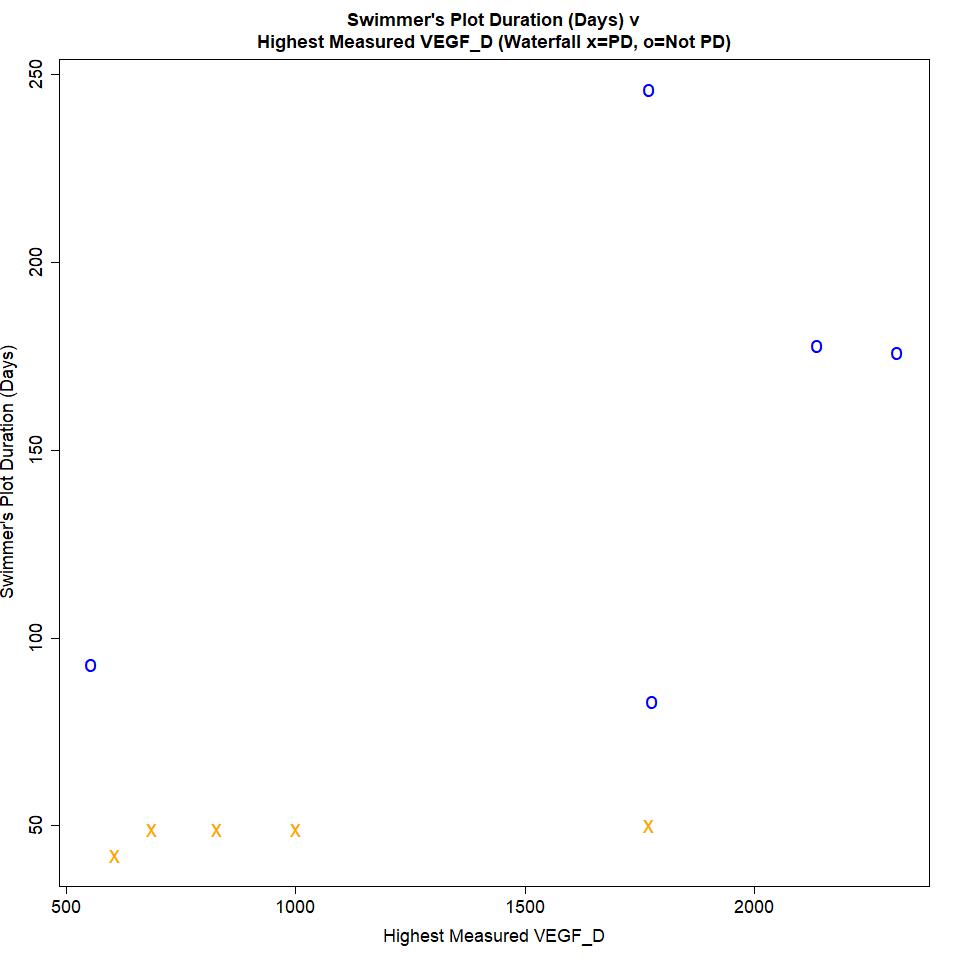 Swimmer's Plot Duration (Days) v
Highest Measured VEGF_D (Waterfall x=PD, o=Not PD)
Swimmer's Plot Duration (Days)
250
200
150
100
50
o
o
o
o
o
x
x
x
x
x
500
1000
1500
2000
Highest Measured VEGF_D